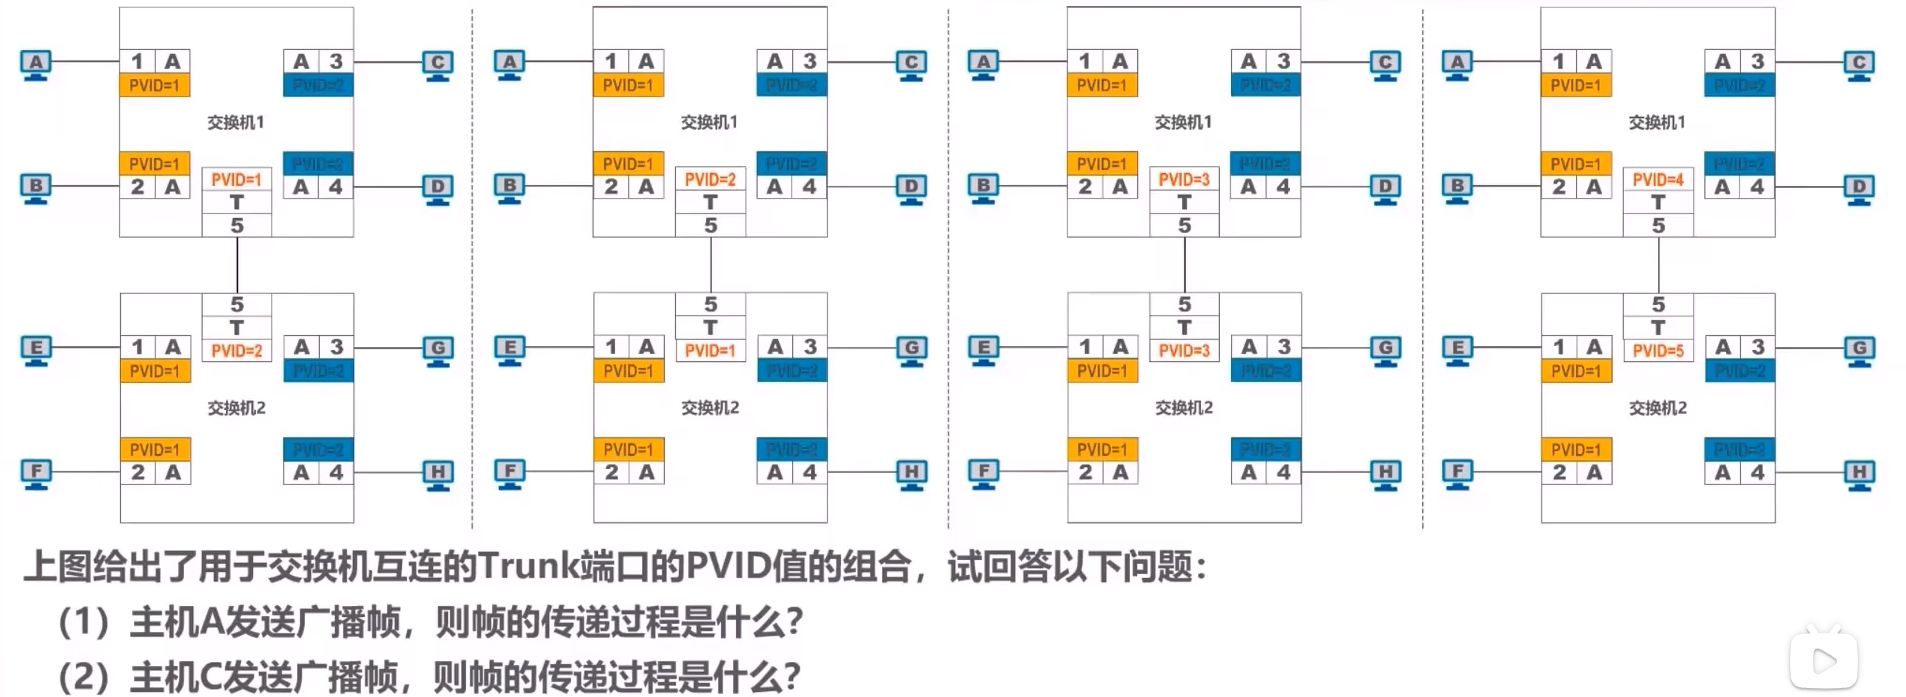 A 1 A A 3 C A 1 A A 3 C A 1 A A 3 C A 1 A A 3 C
PVID=1 PVID=2 PVID=1 PVID=2 PVID=1 PVID=2 PVID=1 PVID=2
交换机1 交换机1 交换机1 交换机1
PVID=1 PVID=2 PVID=1 PVID=2 PVID=1 PVID=2 PVID=1 PVID=2
PVID=1 PVID=2 PVID=3 PVID=4
B 2 A A 4 D B 2 A A 4 D B 2 A A 4 D B 2 A A 4 D
T T T T
5 5 5 5
5 5 5 5
T T T T
E 1 A PVID=2 A 3 G E 1 A PVID=1 A 3 G E 1 A PVID=3 A 3 G E 1 A PVID=5 A 3 G
PVID=1 PVID=2 PVID=1 PVID=2 PVID=1 PVID=2 PVID=1 PVID=2
交换机2 交换机2 交换机2 交换机2
PVID=1 PVID=2 PVID=1 PVID=2 PVID=1 PVID=2 PVID=1 PVID=2
F 2 A A 4 H F 2 A A 4 H F 2 A A 4 H F 2 A A 4 H
上图给出了用于交换机互连的Trunk端口的PVID值的组合，试回答以下问题：
（1）主机A发送广播帧，则帧的传递过程是什么？
（2）主机C发送广播帧，则帧的传递过程是什么？